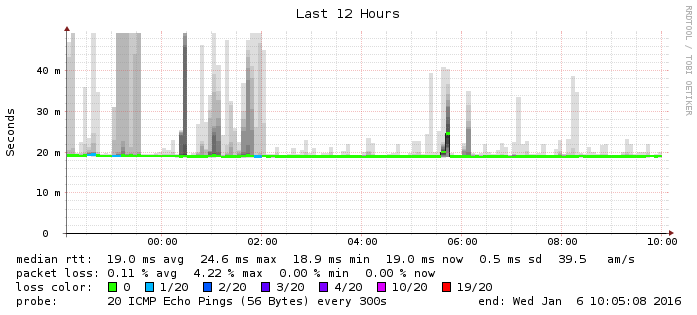 Last 12 Hours
RRDTOOL / TOBI OETIKER
Seconds
40 m
30 m
20 m
10 m
0
00:00 02:00 04:00 06:00 08:00 10:00
median rtt: 19.0 ms avg 24.6 ms max 18.9 ms min 19.0 ms now 0.5 ms sd 39.5 am/s
packet loss: 0.11 % avg 4.22 % max 0.00 % min 0.00 % now
loss color: 0 1/20 2/20 3/20 4/20 10/20 19/20
probe: 20 ICMP Echo Pings (56 Bytes) every 300s end: Wed Jan 6 10:05:08 2016